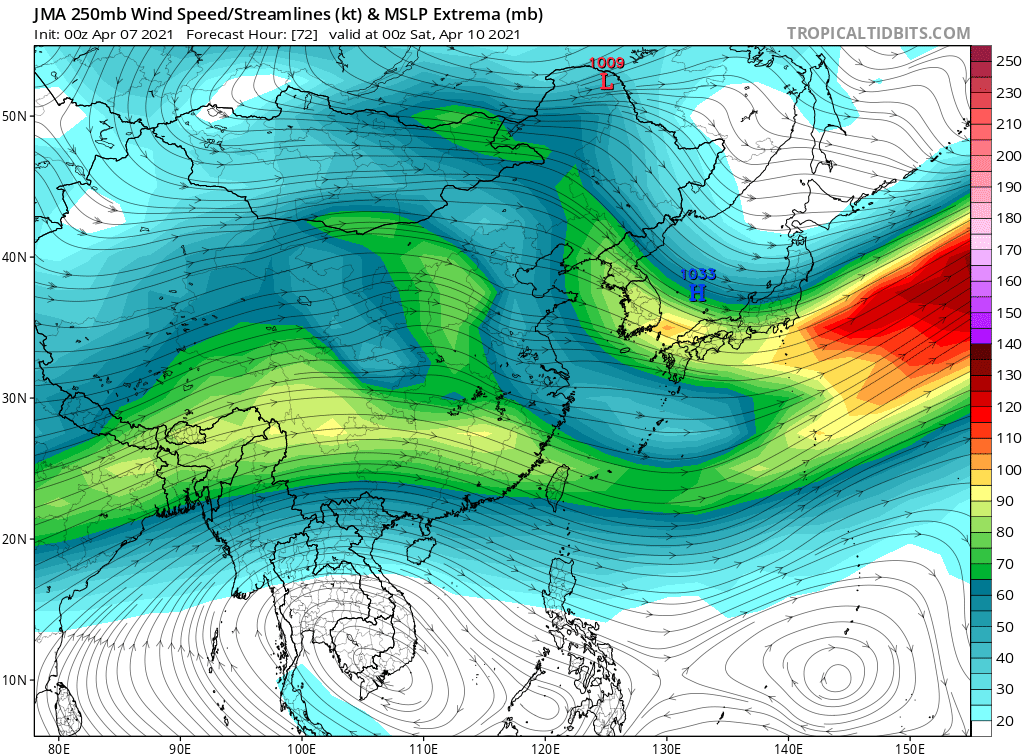 JMA 250mb Wind Speed/Streamlines (kt) & MSLP Extrema (mb)
Init: 00z Apr 07 2021 Forecast Hour: [72] valid at 00z Sat, Apr 10 2021
TROPICALTIDBITS.COM
1009
L
1033
H
50N
40N
30N
20N
10N
80E 90E 100E 110E 120E 130E 140E 150E
250
230
210
200
190
180
170
160
150
140
130
120
110
100
90
80
70
60
50
40
30
20